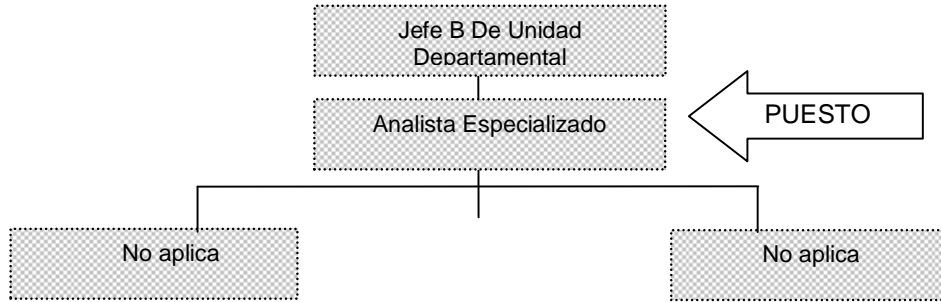 Jefe B De Unidad
Departamental
Analista Especializado
PUESTO
No aplica
No aplica